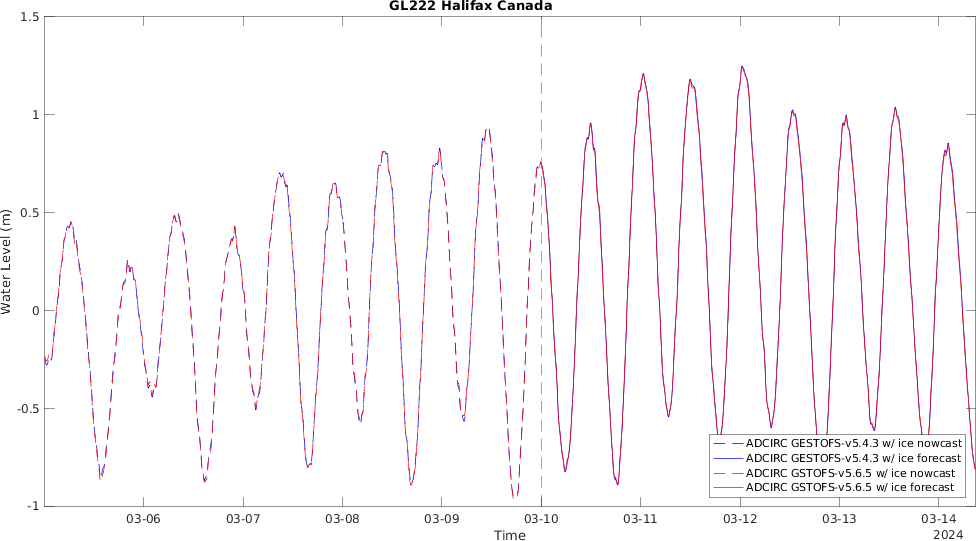 GL222 Halifax Canada
1.5
1
0.5
0
-0.5
-1
Water Level (m)
ADCIRC GESTOFS-v5.4.3 w/ ice nowcast
ADCIRC GESTOFS-v5.4.3 w/ ice forecast
ADCIRC GSTOFS-v5.6.5 w/ ice nowcast
ADCIRC GSTOFS-v5.6.5 w/ ice forecast
03-06 03-07 03-08 03-09 03-10 03-11 03-12 03-13 03-14
Time
2024